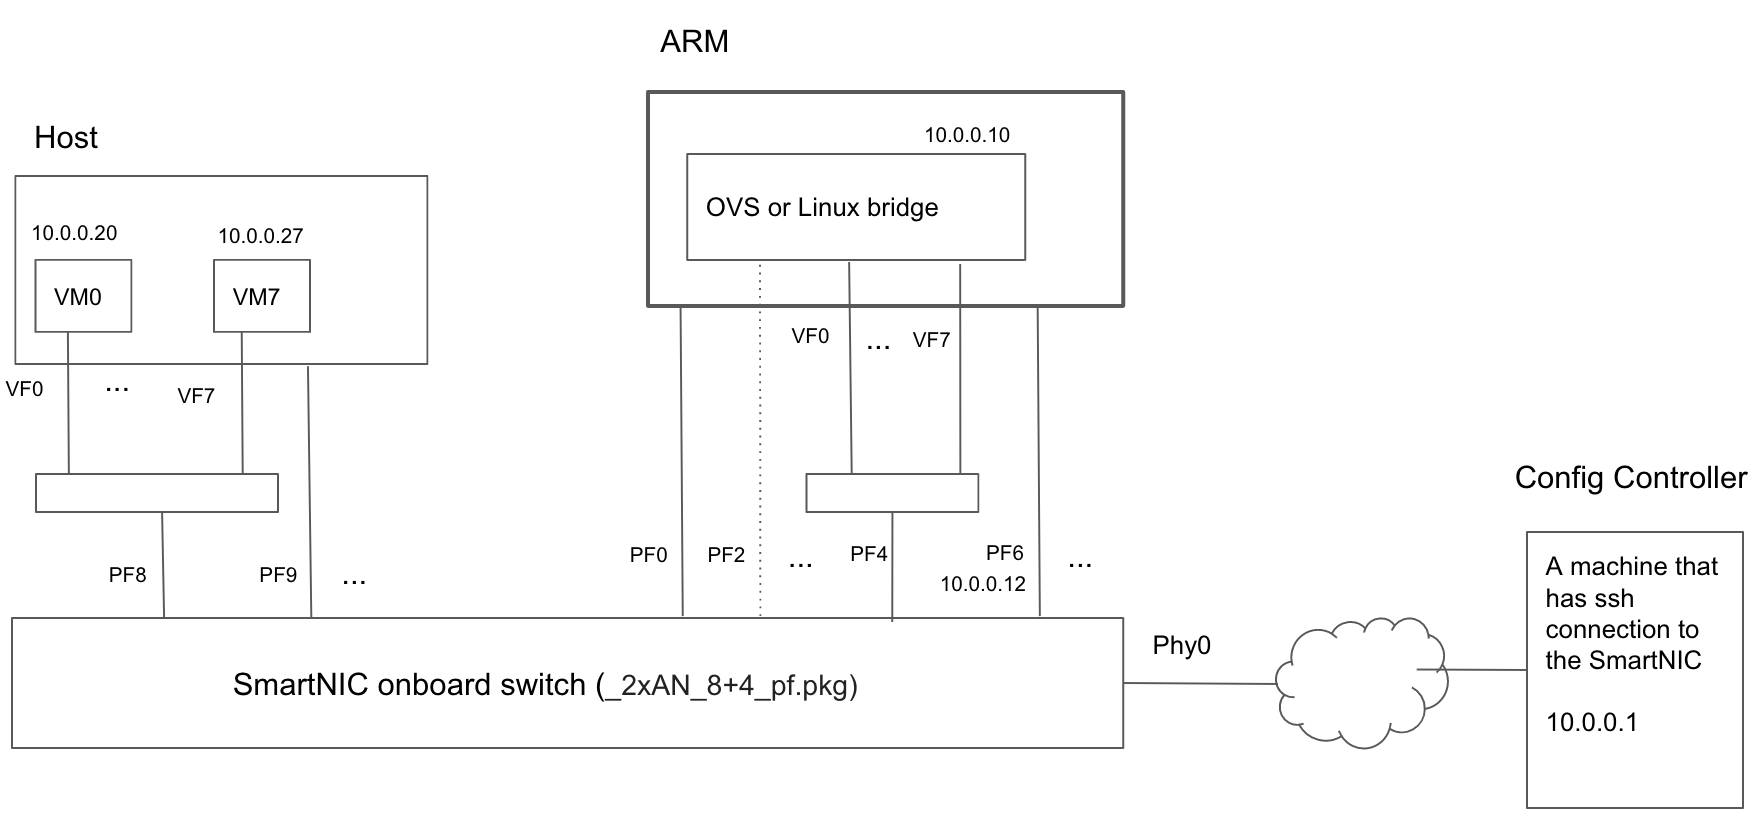 ARM
Host
10.0.0.10
OVS or Linux bridge
10.0.0.20
10.0.0.27
VM0
VM7
VF0
...
VF7
VF0
...
VF7
PF8
PF9
...
PF0
PF2
...
PF4
PF6
10.0.0.12
...
Config Controller
A machine that
has ssh
connection to
the SmartNIC
10.0.0.1
Phy0
SmartNIC onboard switch (_2xAN_8+4_pf.pkg)